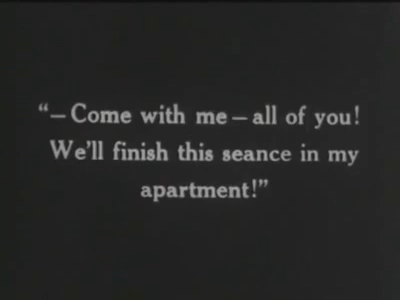 “—Come with me—all of you!
We’ll finish this seance in my
apartment!”